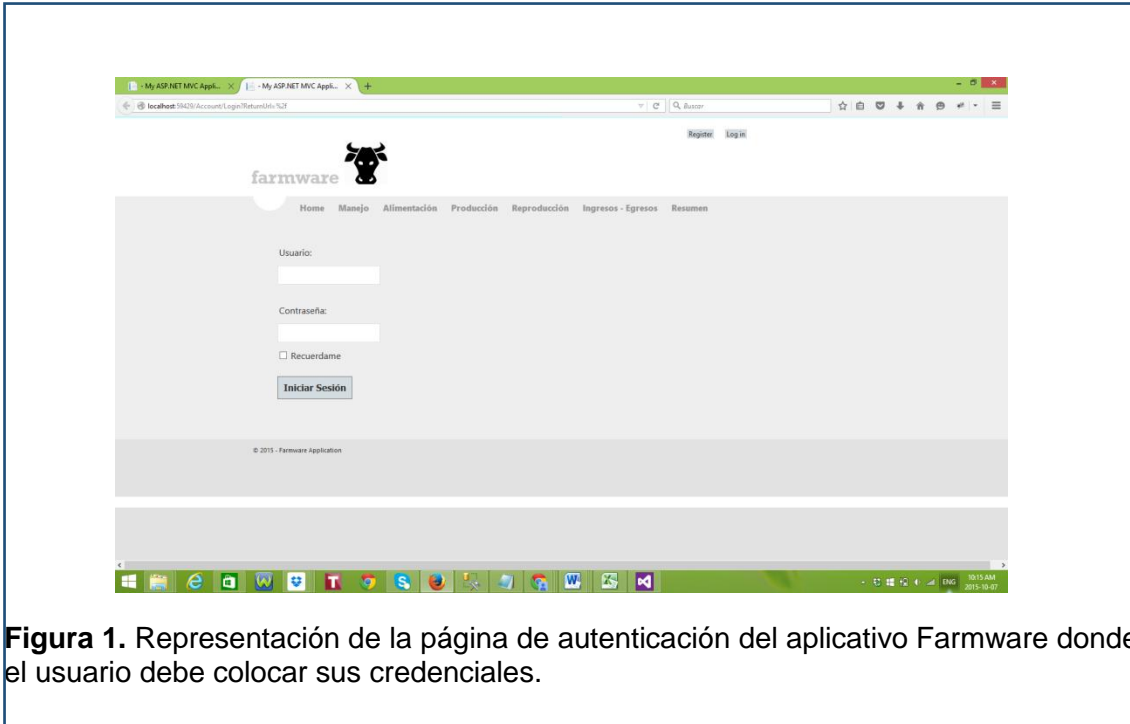 - My ASP.NET MVC Appli... - My ASP.NET MVC Appli...
localhost:59429/Account/Login?ReturnUrl=%2f Buscar
Register Log in
farmware
Home Manejo Alimentación Producción Reproducción Ingresos - Egresos Resumen
Usuario:
Contraseña:
Recuerdame
Iniciar Sesión
© 2015 - Farmware Application
ENG 10:15 AM
2015-10-07
Figura 1. Representación de la página de autenticación del aplicativo Farmware donde
el usuario debe colocar sus credenciales.